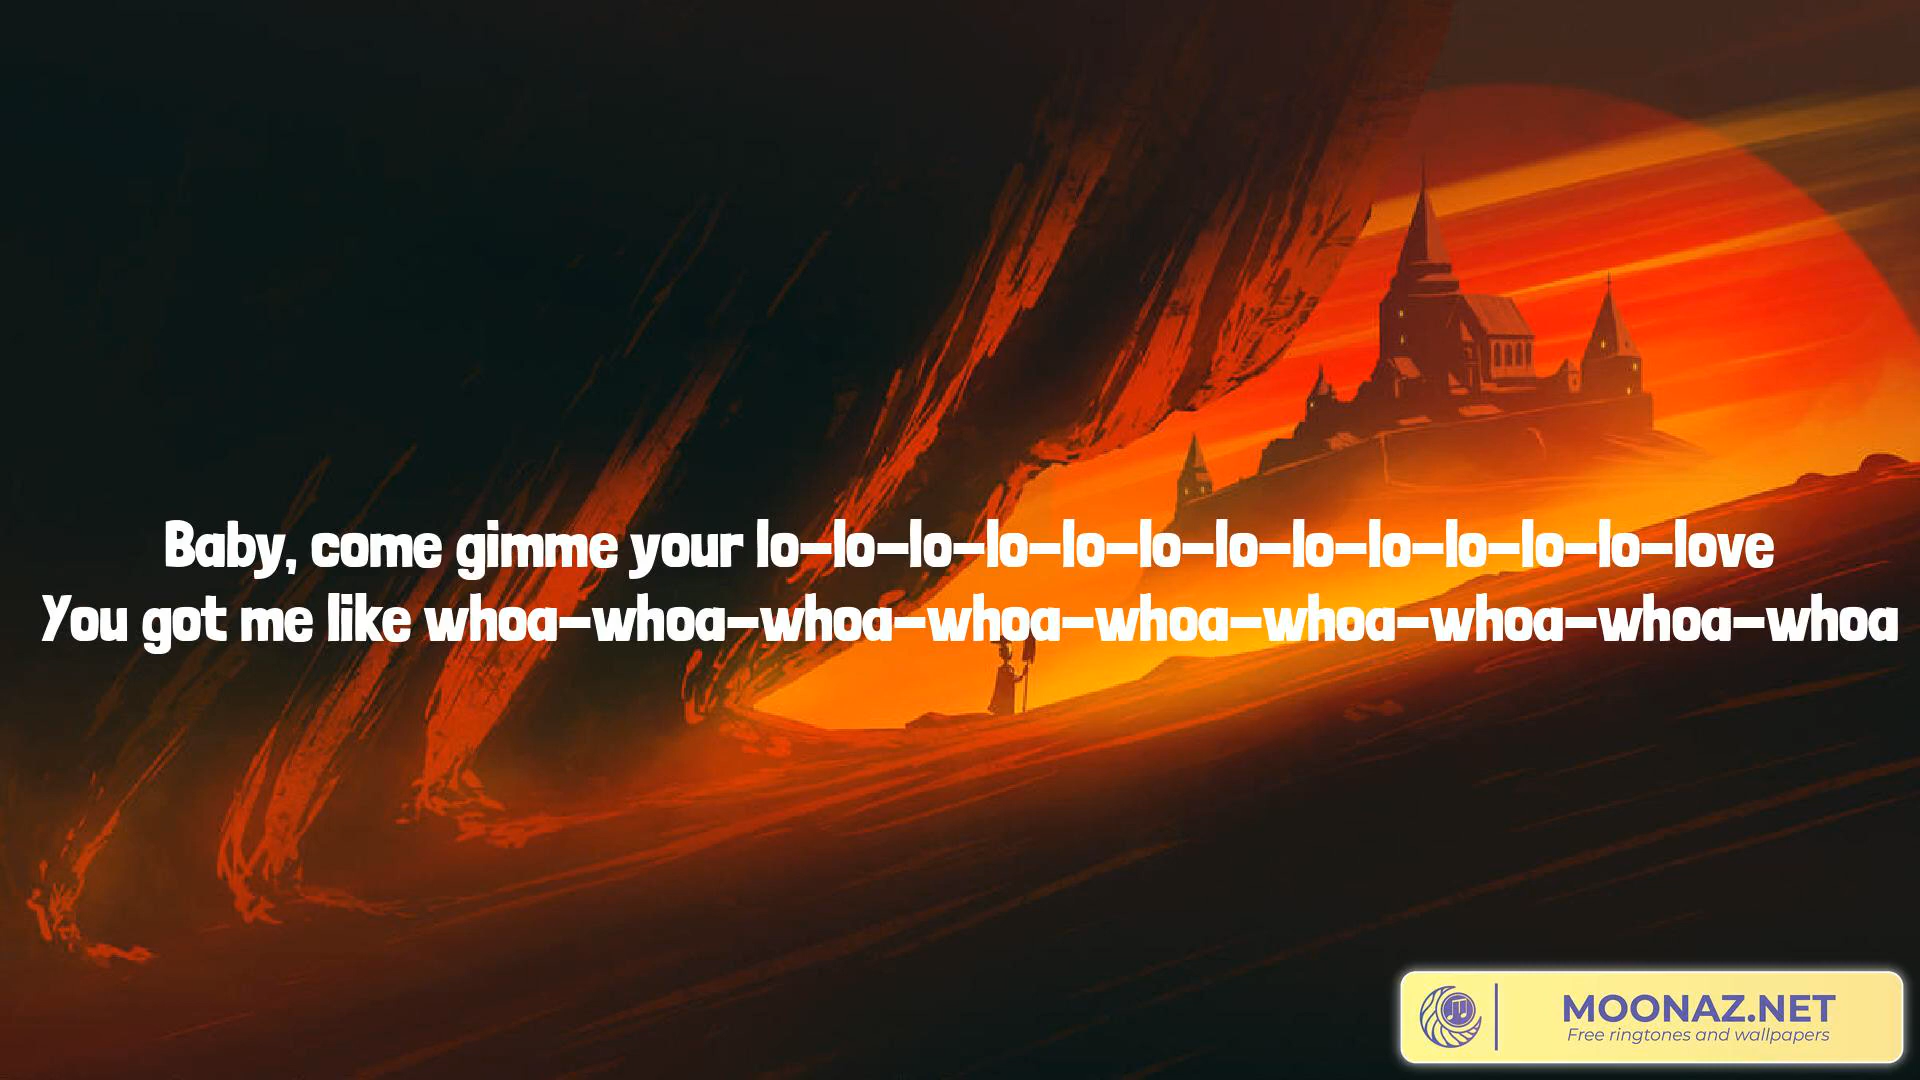 Baby, come gimme your lo-lo-lo-lo-lo-lo-lo-lo-lo-lo-lo-lo-love
You got me like whoa-whoa-whoa-whoa-whoa-whoa-whoa-whoa-whoa
MOONAZ.NET
Free ringtones and wallpapers